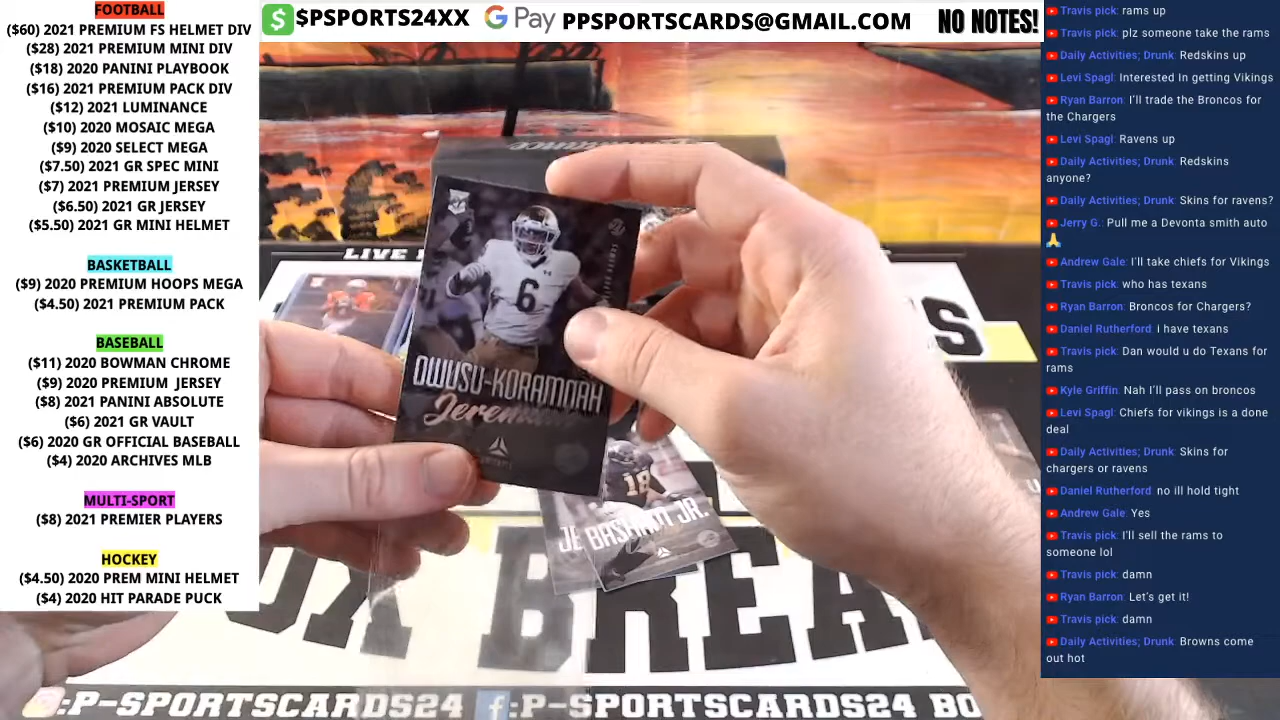 FOOTBALL
($60) 2021 PREMIUM FS HELMET DIV
($28) 2021 PREMIUM MINI DIV
($18) 2020 PANINI PLAYBOOK
($16) 2021 PREMIUM PACK DIV
($12) 2021 LUMINANCE
($10) 2020 MOSAIC MEGA
($9) 2020 SELECT MEGA
($7.50) 2021 GR SPEC MINI
($7) 2021 PREMIUM JERSEY
($6.50) 2021 GR JERSEY
($5.50) 2021 GR MINI HELMET
BASKETBALL
($9) 2020 PREMIUM HOOPS MEGA
($4.50) 2021 PREMIUM PACK
BASEBALL
($11) 2020 BOWMAN CHROME
($9) 2020 PREMIUM JERSEY
($8) 2021 PANINI ABSOLUTE
($6) 2021 GR VAULT
($6) 2020 GR OFFICIAL BASEBALL
($4) 2020 ARCHIVES MLB
MULTI-SPORT
($8) 2021 PREMIER PLAYERS
HOCKEY
($4.50) 2020 PREM MINI HELMET
($4) 2020 HIT PARADE PUCK
$PSPORTS24XX G Pay PPSPORTSCARDS@GMAIL.COM NO NOTES!
LIVE
6
OWUSU-KORAMOAH
18
JE BASHAM JR.
BREA
:P-SPORTSCARDS24 f:P-SPORTSCARDS24 BO
Travis pick: rams up
Travis pick: plz someone take the rams
Daily Activities; Drunk: Redskins up
Levi Spagl: Interested In getting Vikings
Ryan Barron: I'll trade the Broncos for
the Chargers
Levi Spagl: Ravens up
Daily Activities; Drunk: Redskins
anyone?
Daily Activities; Drunk: Skins for ravens?
Jerry G.: Pull me a Devonta smith auto
🙏
Andrew Gale: I'll take chiefs for Vikings
Travis pick: who has texans
Ryan Barron: Broncos for Chargers?
Daniel Rutherford: i have texans
Travis pick: Dan would u do Texans for
rams
Kyle Griffin: Nah I'll pass on broncos
Levi Spagl: Chiefs for vikings is a done
deal
Daily Activities; Drunk: Skins for
chargers or ravens
Daniel Rutherford: no ill hold tight
Andrew Gale: Yes
Travis pick: I'll sell the rams to
someone lol
Travis pick: damn
Ryan Barron: Let's get it!
Travis pick: damn
Daily Activities; Drunk: Browns come
out hot